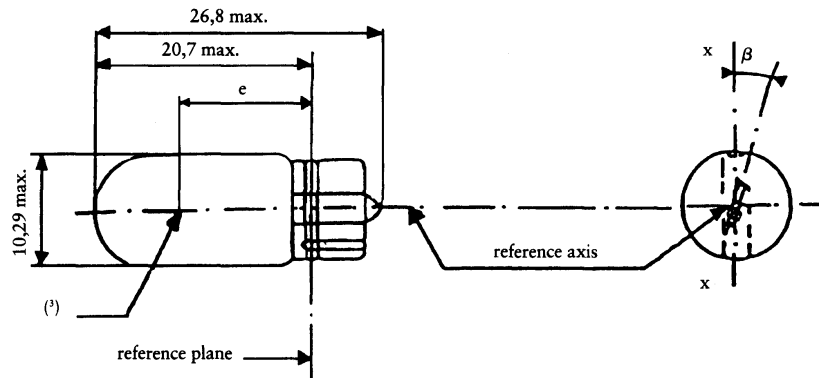 26,8 max.
20,7 max.
x
β
e
10,29 max.
reference axis
(³)
x
reference plane